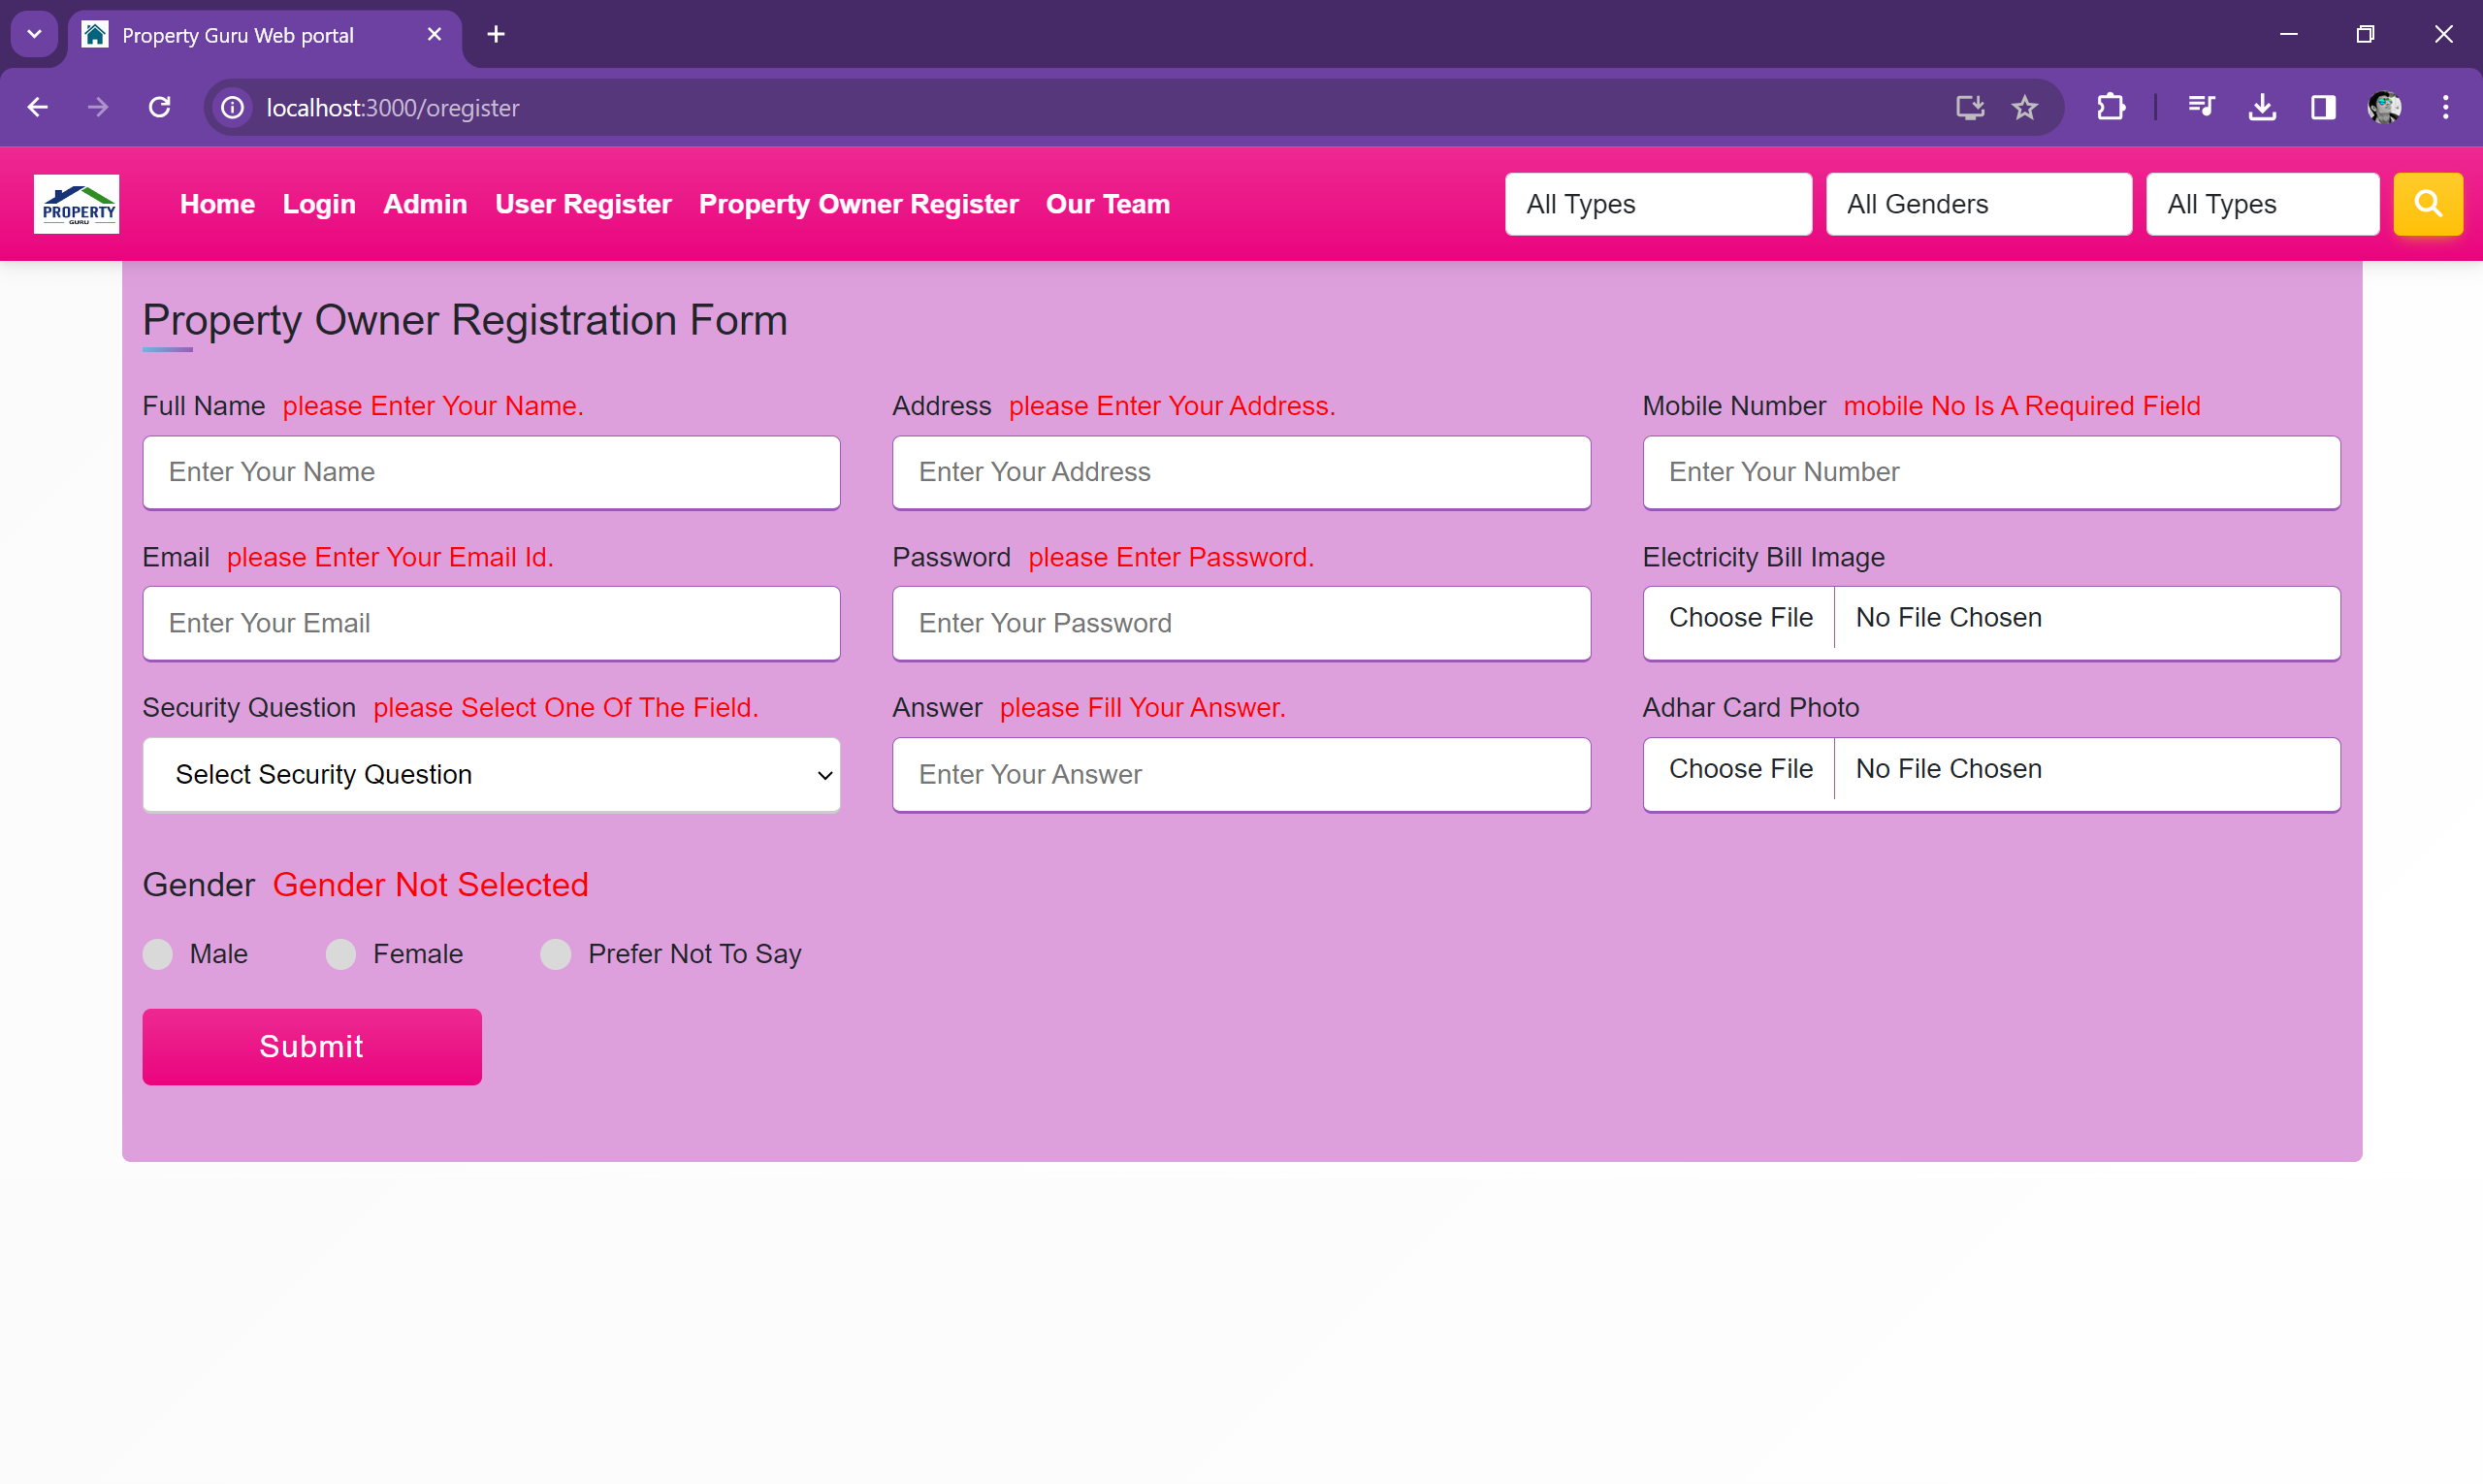 Property Guru Web portal
localhost:3000/oregister
PROPERTY
GURU
Home Login Admin User Register Property Owner Register Our Team All Types All Genders All Types
Property Owner Registration Form
Full Name please Enter Your Name. Address please Enter Your Address. Mobile Number mobile No Is A Required Field
Enter Your Name Enter Your Address Enter Your Number
Email please Enter Your Email Id. Password please Enter Password. Electricity Bill Image
Enter Your Email Enter Your Password Choose File No File Chosen
Security Question please Select One Of The Field. Answer please Fill Your Answer. Adhar Card Photo
Select Security Question Enter Your Answer Choose File No File Chosen
Gender Gender Not Selected
Male Female Prefer Not To Say
Submit